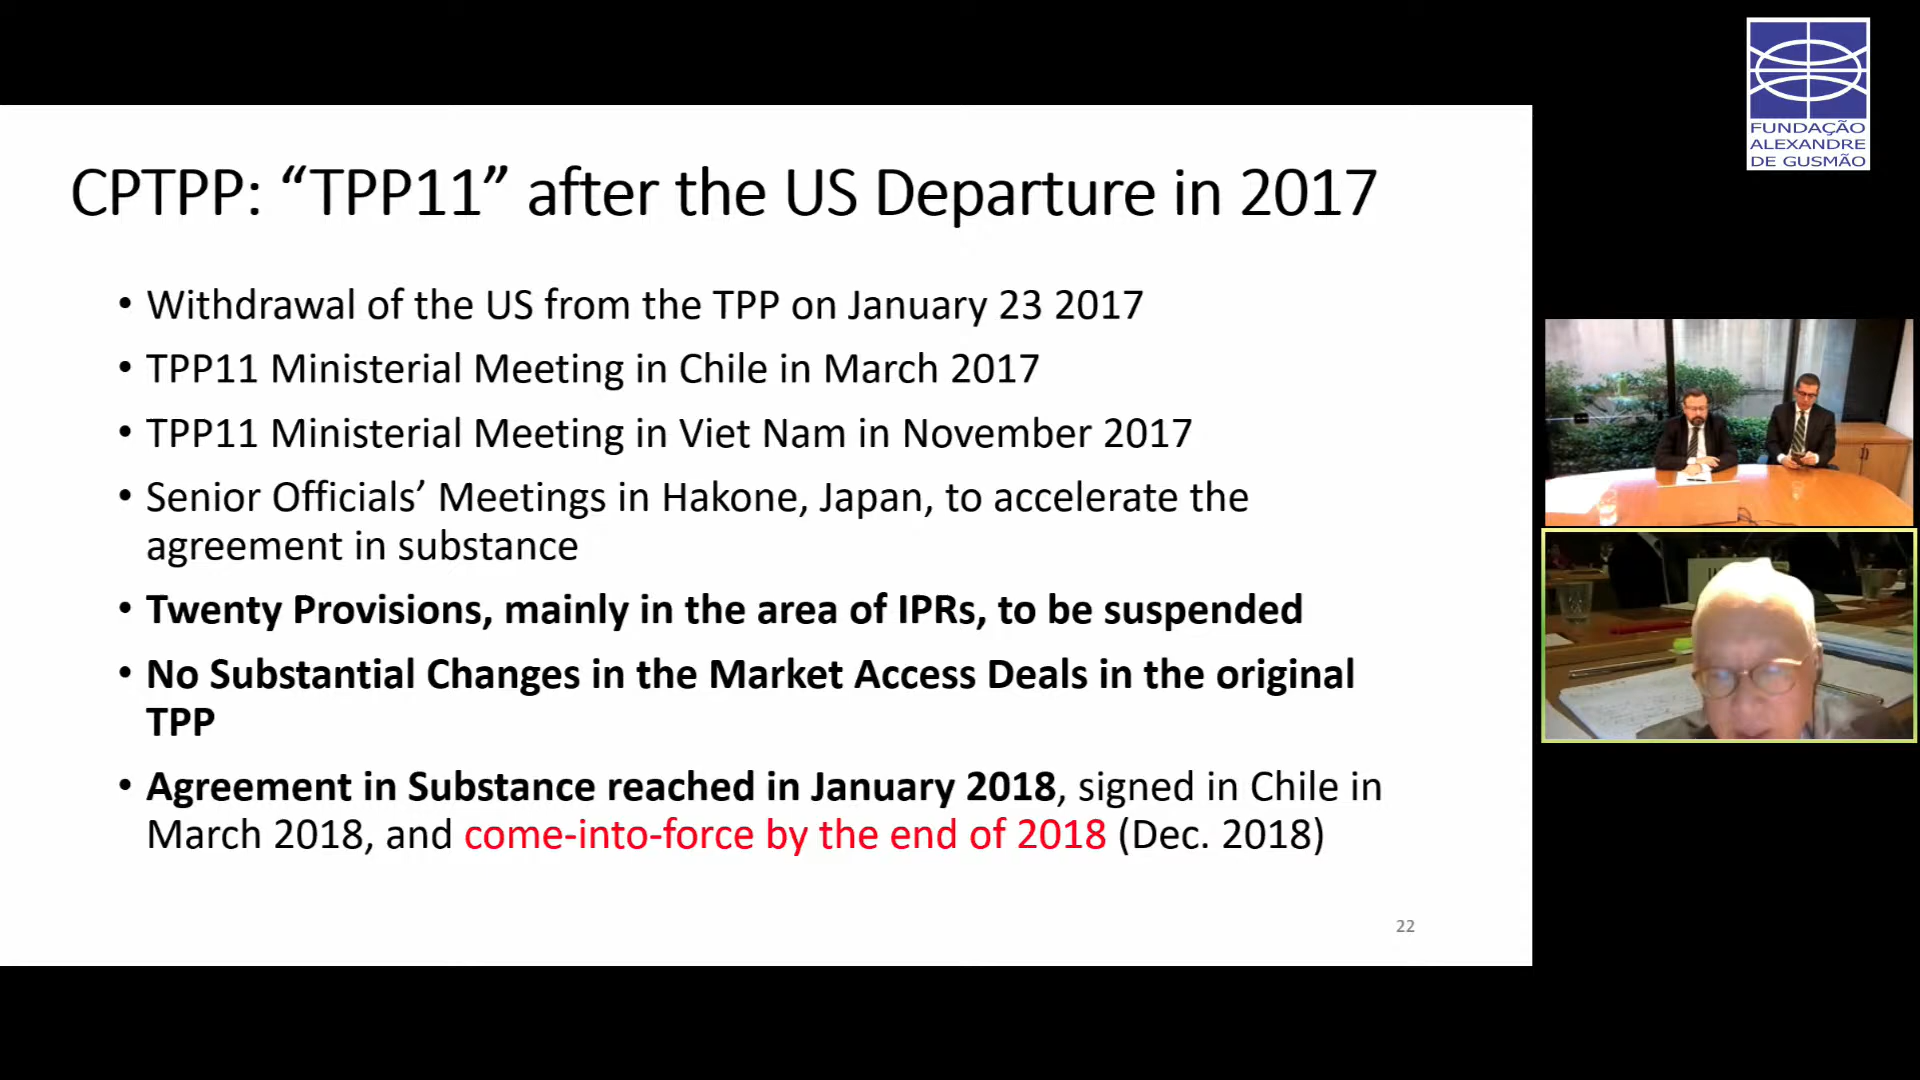 FUNDAÇÃO
ALEXANDRE
DE GUSMÃO
CPTPP: “TPP11” after the US Departure in 2017
• Withdrawal of the US from the TPP on January 23 2017
• TPP11 Ministerial Meeting in Chile in March 2017
• TPP11 Ministerial Meeting in Viet Nam in November 2017
• Senior Officials’ Meetings in Hakone, Japan, to accelerate the
agreement in substance
• Twenty Provisions, mainly in the area of IPRs, to be suspended
• No Substantial Changes in the Market Access Deals in the original
TPP
• Agreement in Substance reached in January 2018, signed in Chile in
March 2018, and come-into-force by the end of 2018 (Dec. 2018)
22